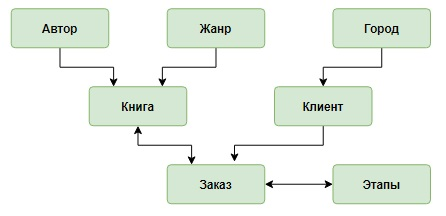 Автор
Жанр
Город
Книга
Клиент
Заказ
Этапы